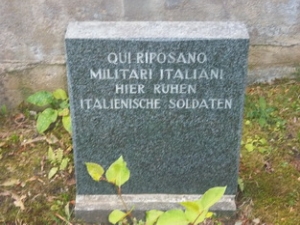 QUI RIPOSANO
MILITARI ITALIANI
HIER RUHEN
ITALIENISCHE SOLDATEN